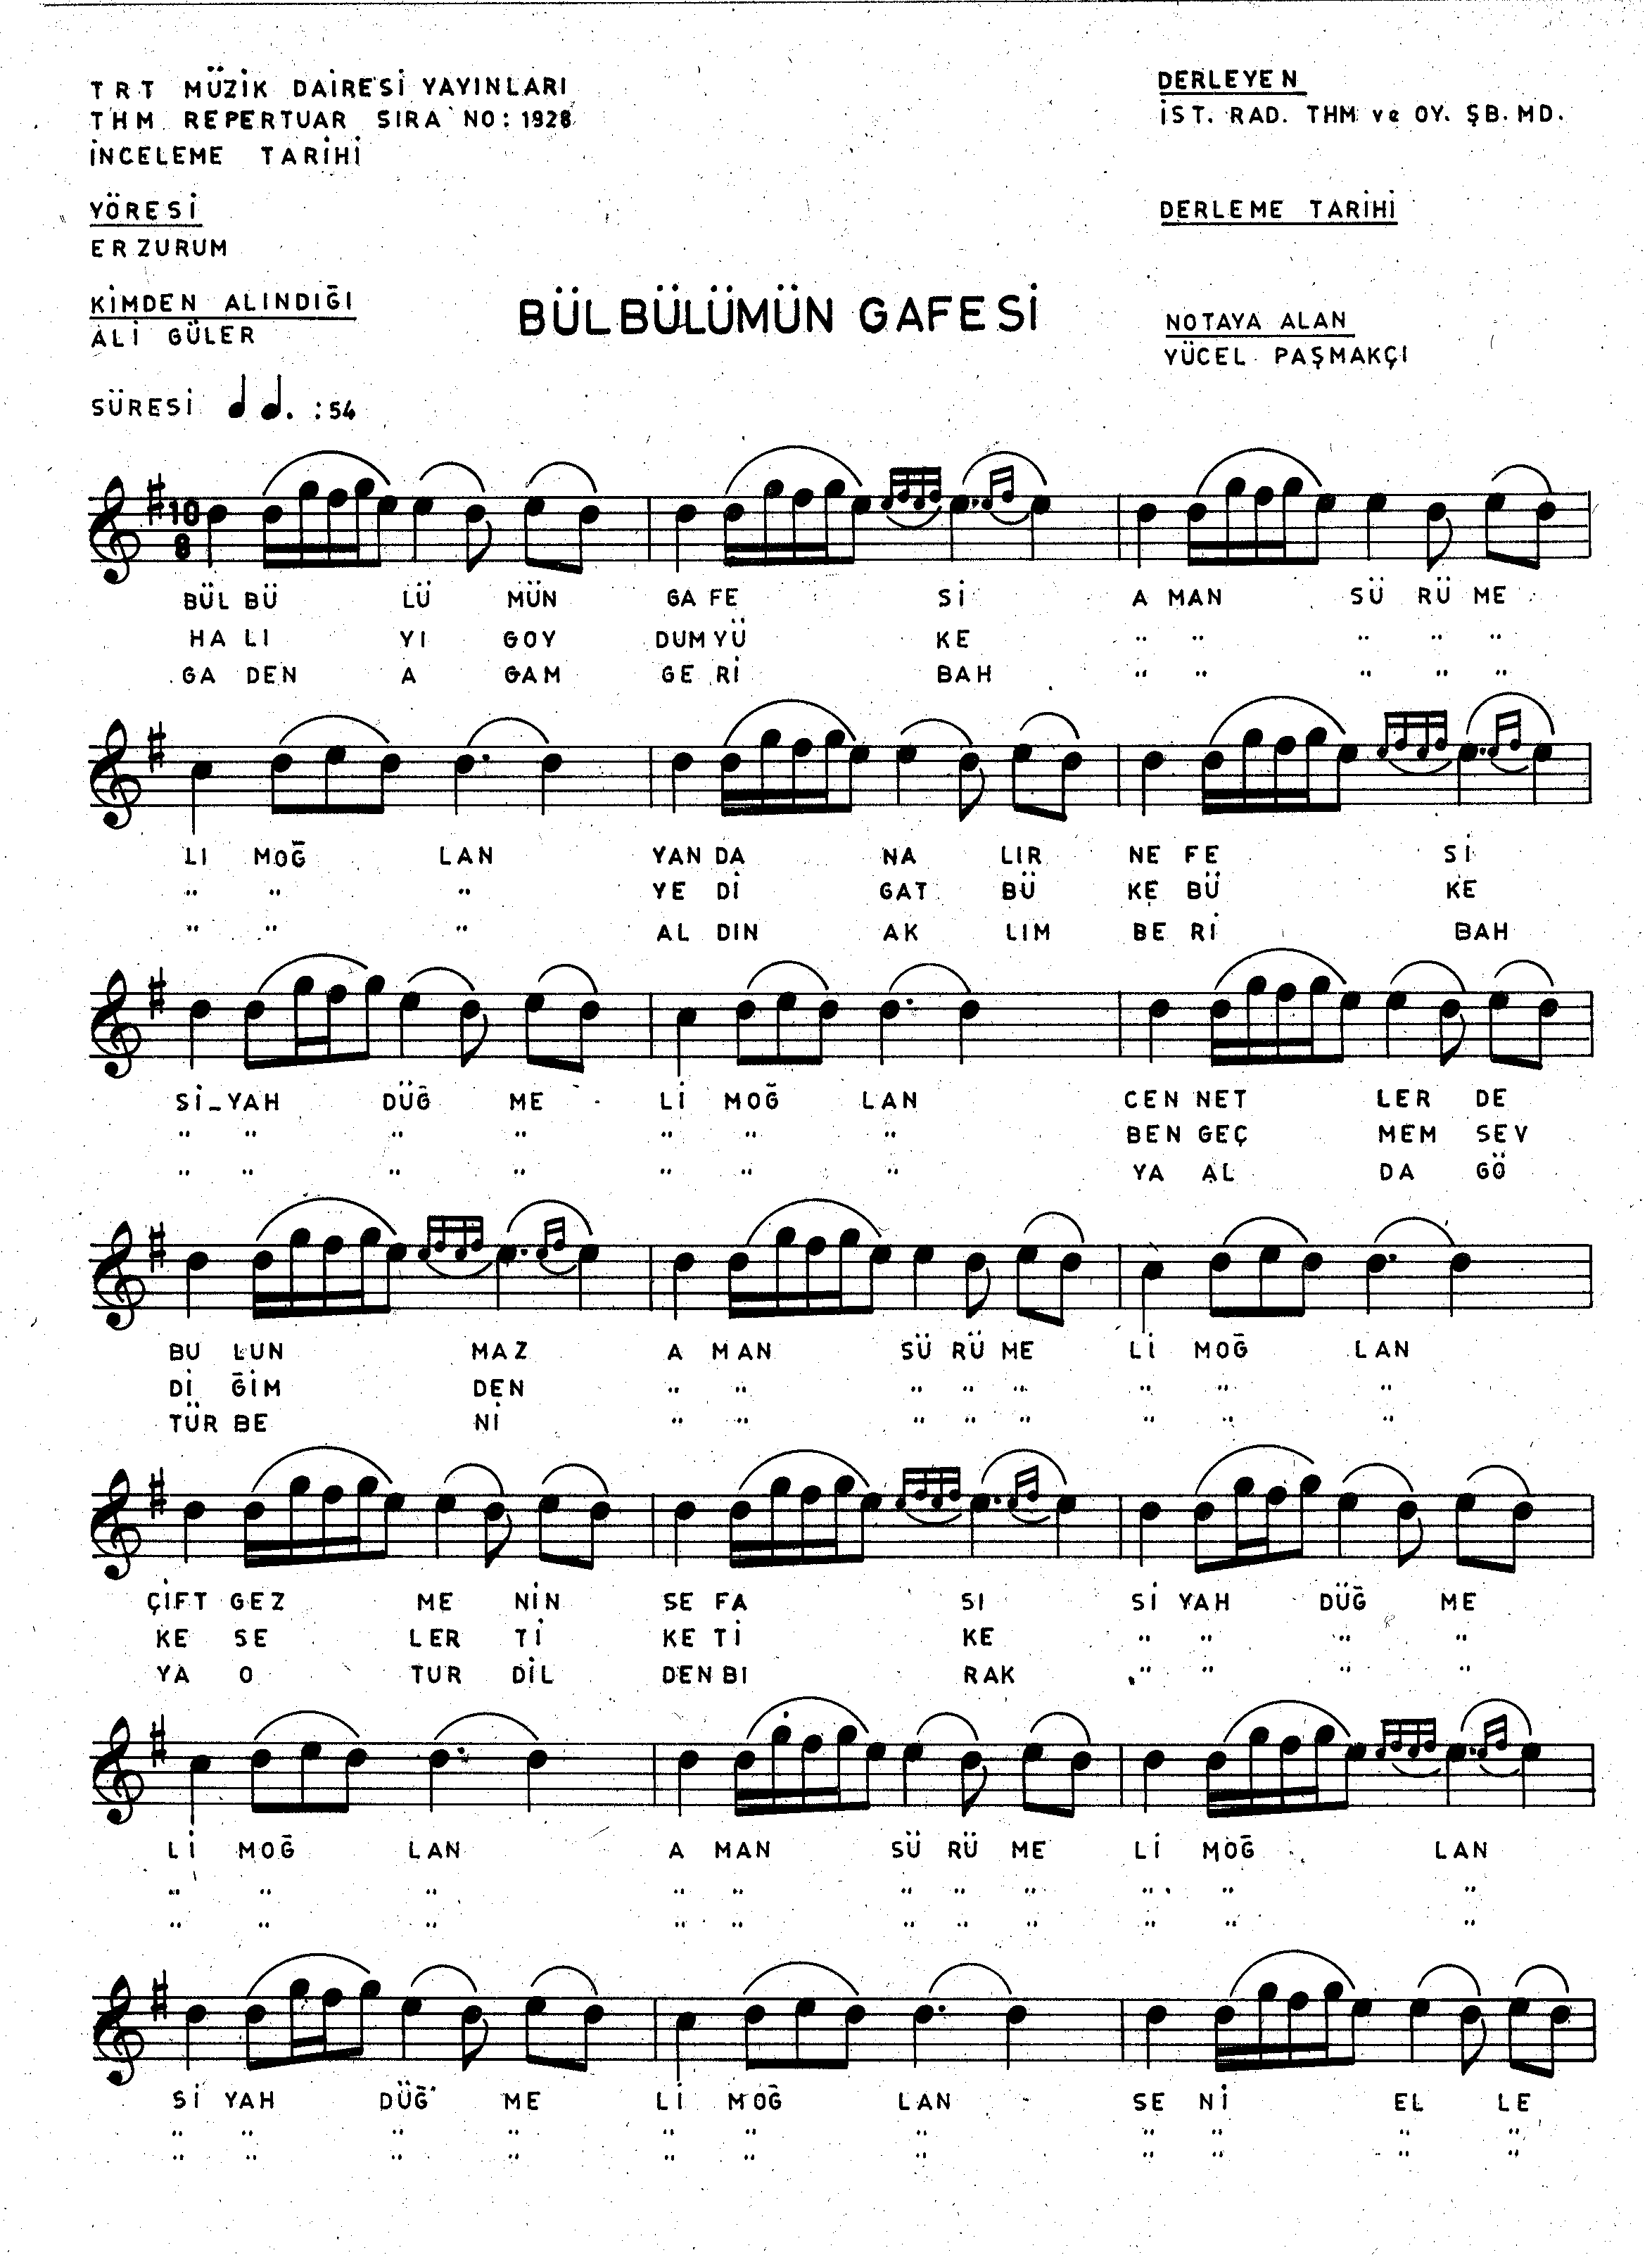 TRT MÜZİK DAİRESİ YAYINLARI
THM REPERTUAR SIRA NO: 1928
İNCELEME TARİHİ
DERLEYEN
İST. RAD. THM ve OY. ŞB. MD.
YÖRESİ
ERZURUM
DERLEME TARİHİ
KİMDEN ALINDIĞI
ALİ GÜLER
BÜLBÜLÜMÜN GAFESİ
NOTAYA ALAN
YÜCEL PAŞMAKÇI
SÜRESİ : 54
10
8
BÜL BÜ LÜ MÜN GA FE Sİ A MAN SÜ RÜ ME
HA LI YI GOY DUM YÜ KE " " " " "
GA DEN A GAM GE Rİ BAH " " " " "
LI MOĞ LAN YAN DA NA LIR NE FE Sİ
" " " YE Dİ GAT BÜ KE BÜ KE
" " " AL DIN AK LIM BE Rİ BAH
Sİ_YAH DÜĞ ME - Lİ MOĞ LAN CEN NET LER DE
" " " " " " " BEN GEÇ MEM SEV
" " " " " " " YA AL DA GÖ
BU LUN MAZ A MAN SÜ RÜ ME Lİ MOĞ LAN
Dİ ĞİM DEN " " " " " " " "
TÜR BE Nİ " " " " " " " "
ÇİFT GEZ ME NİN SE FA SI Sİ YAH DÜĞ ME
KE SE LER Tİ KE Tİ KE " " " "
YA O TUR DİL DEN BI RAK " " " "
Lİ MOĞ LAN A MAN SÜ RÜ ME Lİ MOĞ LAN
" " " " " " " " " " "
" " " " " " " " " " "
Sİ YAH DÜĞ ME Lİ MOĞ LAN SE Nİ EL LE
" " " " " " " " " " "
" " " " " " " " " " "